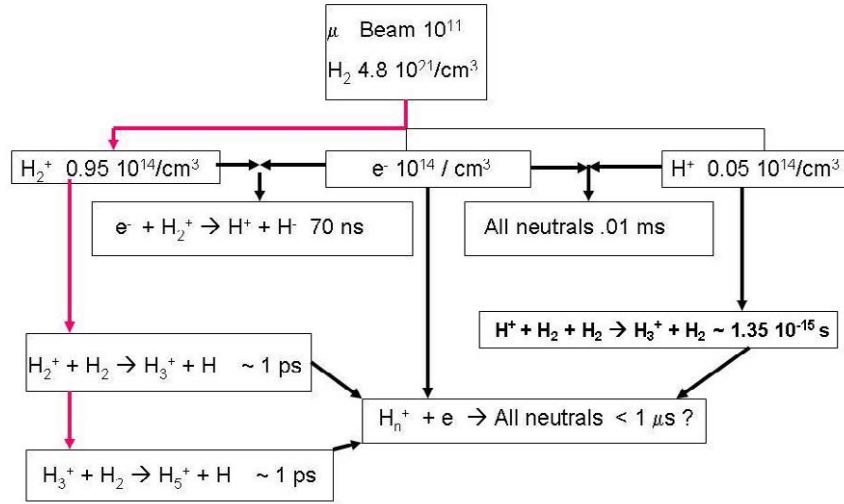 μ Beam 10¹¹
H₂ 4.8 10²¹/cm³
H₂⁺ 0.95 10¹⁴/cm³
e⁻ 10¹⁴ / cm³
H⁺ 0.05 10¹⁴/cm³
e⁻ + H₂⁺ → H⁺ + H⁻ 70 ns
All neutrals .01 ms
H⁺ + H₂ + H₂ → H₃⁺ + H₂ ~ 1.35 10⁻¹⁵ s
H₂⁺ + H₂ → H₃⁺ + H ~ 1 ps
Hₙ⁺ + e → All neutrals < 1 μs ?
H₃⁺ + H₂ → H₅⁺ + H ~ 1 ps